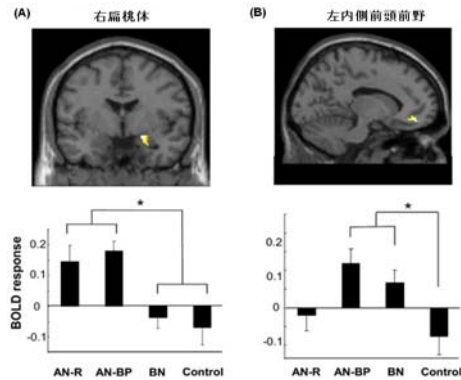 (A) 右扁桃体
(B) 左内側前頭前野
*
*
BOLD response
0.2
0.1
0
-0.1
AN-R AN-BP BN Control
0.2
0.1
0
-0.1
AN-R AN-BP BN Control